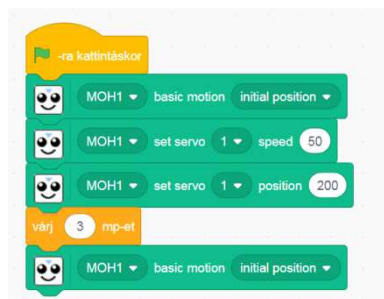 -ra kattintáskor
MOH1 basic motion initial position
MOH1 set servo 1 speed 50
MOH1 set servo 1 position 200
várj 3 mp-et
MOH1 basic motion initial position